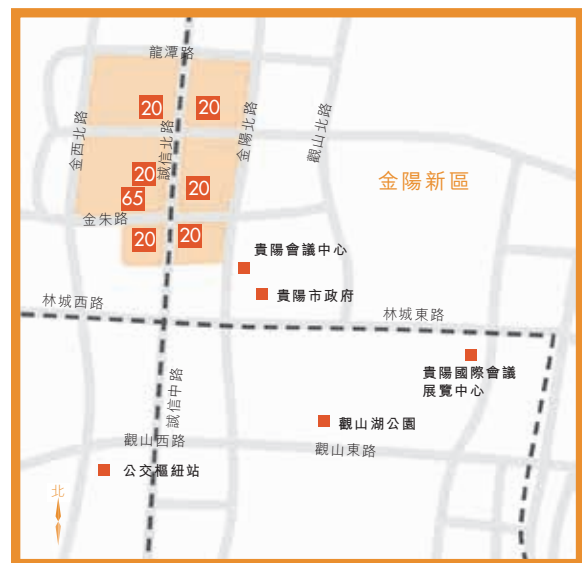 龍潭路
20
20
金西北路
誠信北路
金陽北路
觀山北路
20
20
65
金陽新區
金朱路
20
20
貴陽會議中心
貴陽市政府
林城西路
林城東路
貴陽國際會議
展覽中心
誠信中路
觀山湖公園
觀山西路
觀山東路
公交樞紐站
北